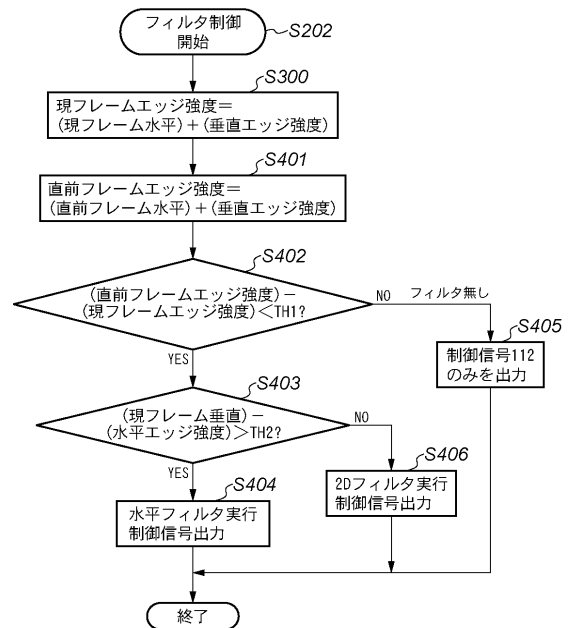 フィルタ制御
開始
S202
S300
現フレームエッジ強度＝
(現フレーム水平)＋(垂直エッジ強度)
S401
直前フレームエッジ強度＝
(直前フレーム水平)＋(垂直エッジ強度)
S402
(直前フレームエッジ強度)－
(現フレームエッジ強度)＜TH1?
NO
フィルタ無し
YES
S405
制御信号112
のみを出力
S403
(現フレーム垂直)－
(水平エッジ強度)＞TH2?
NO
YES
S406
2Dフィルタ実行
制御信号出力
S404
水平フィルタ実行
制御信号出力
終了